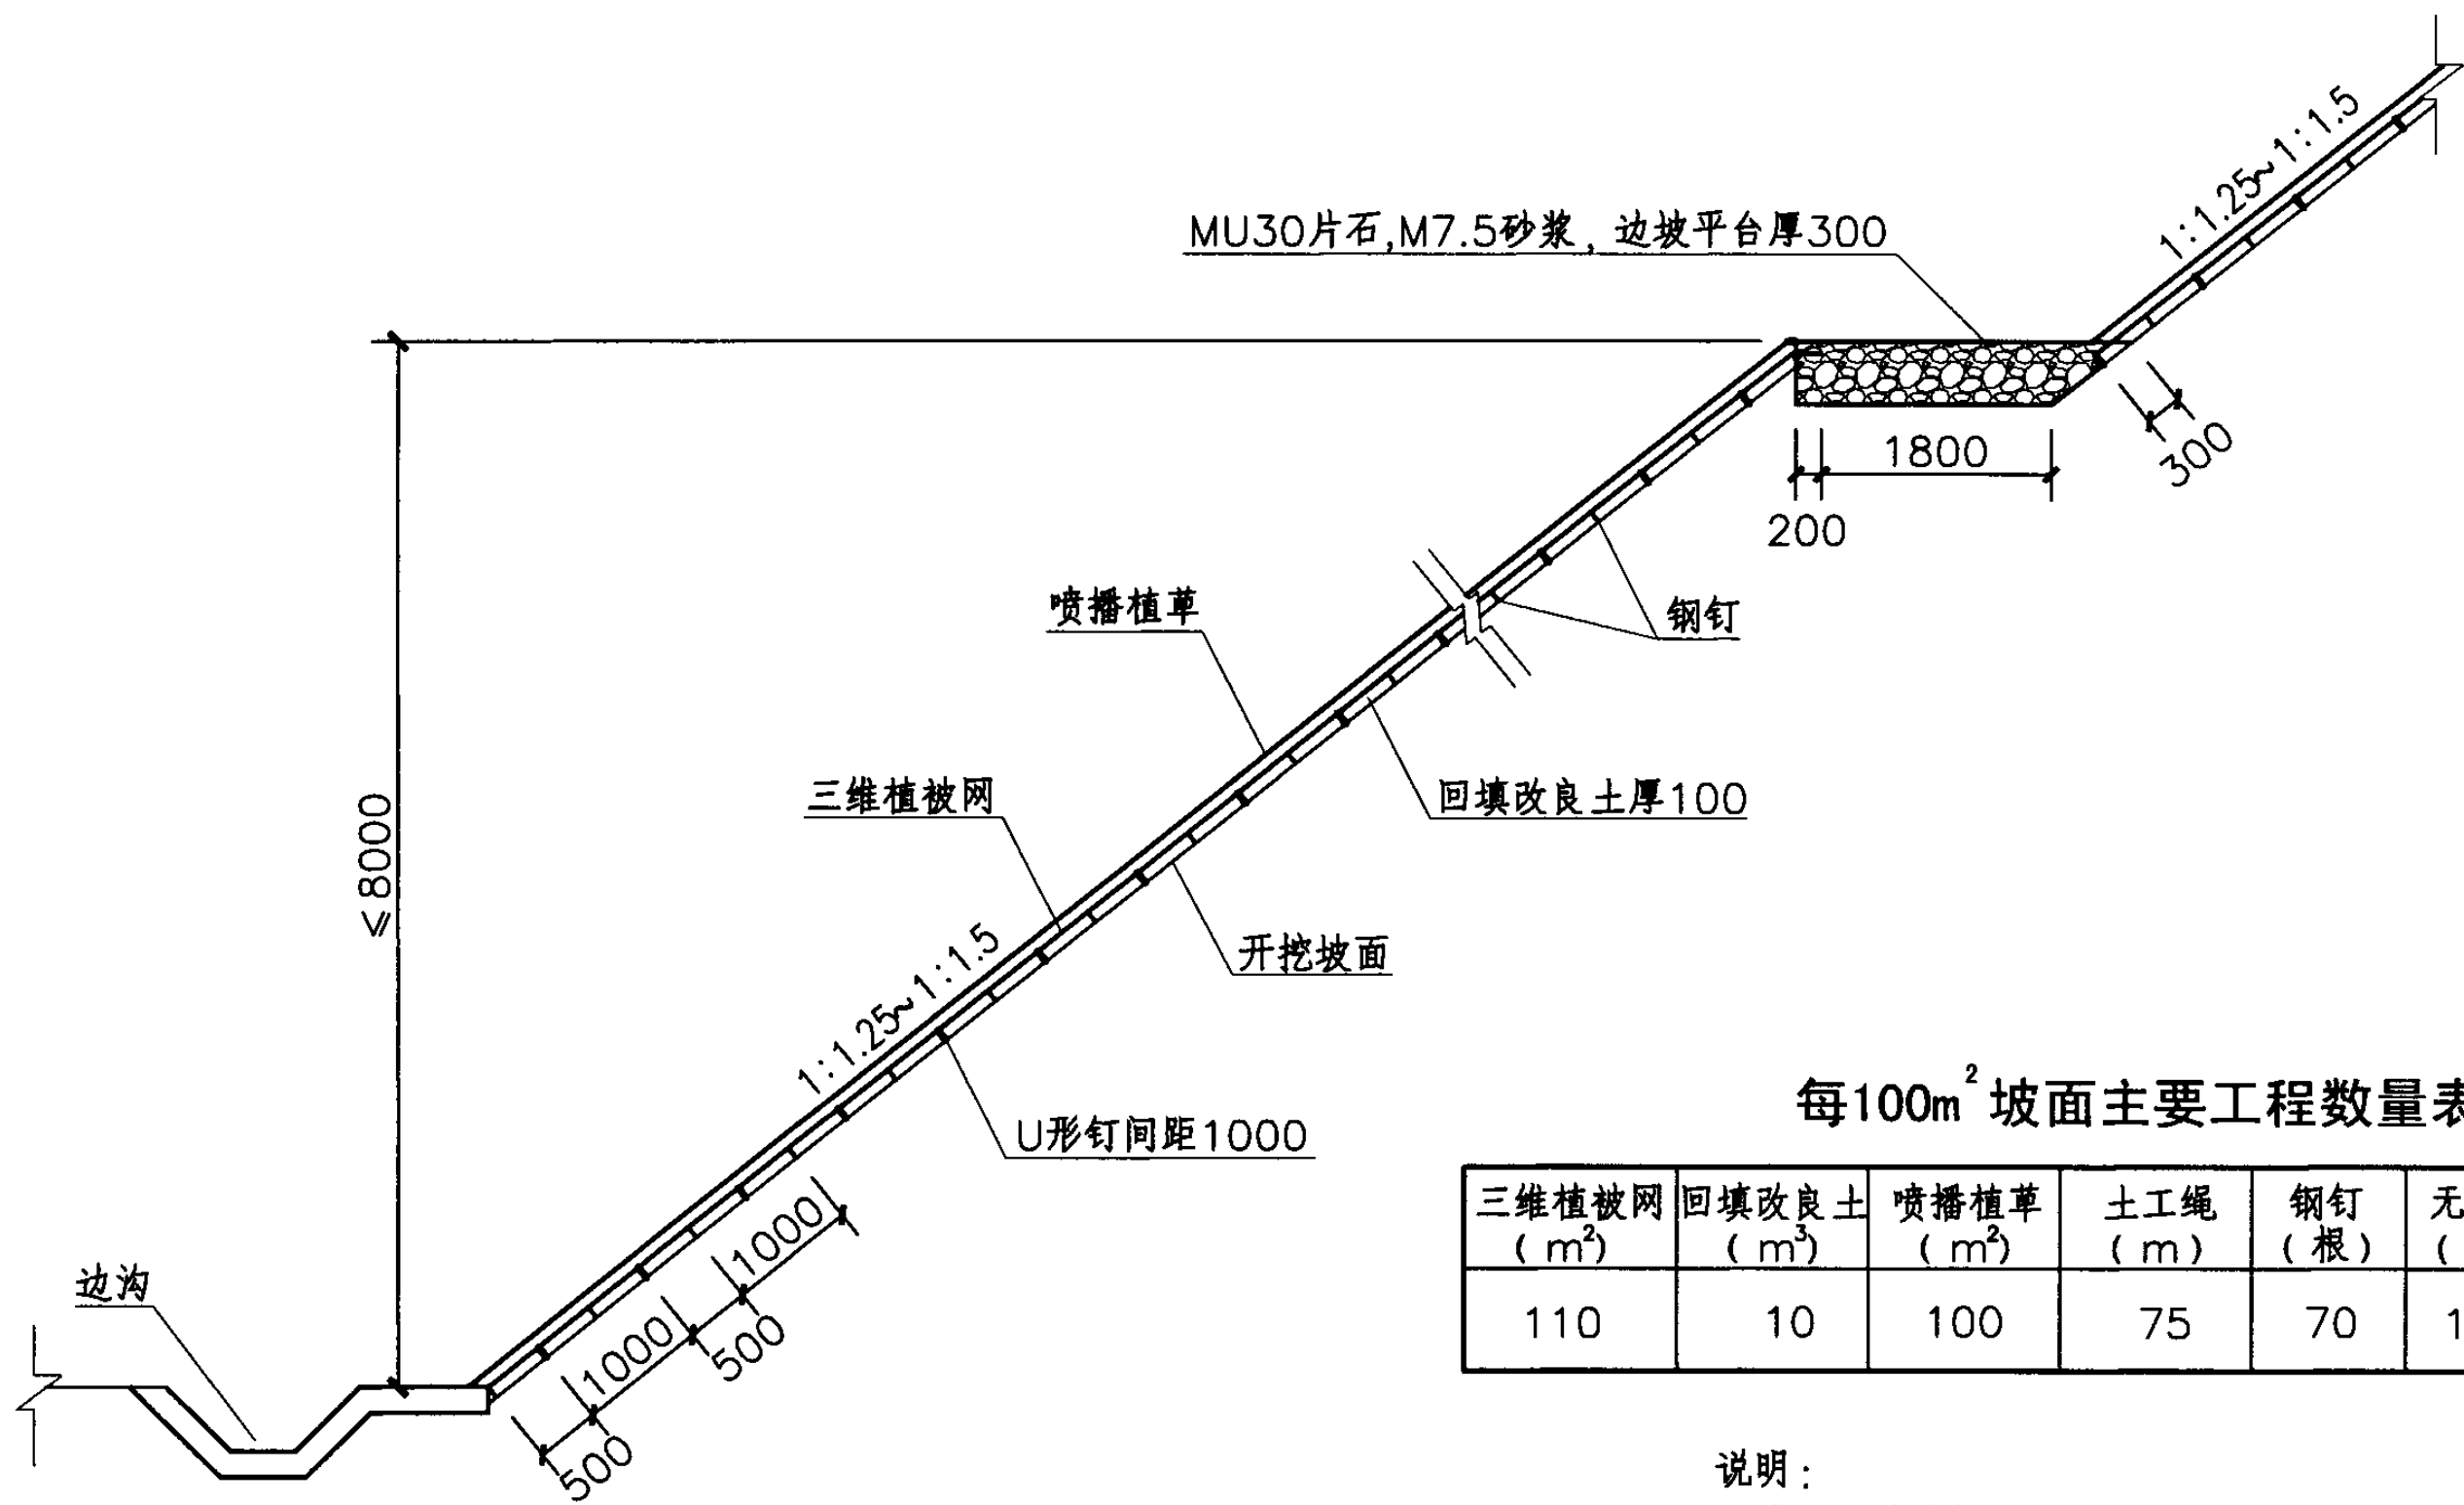 1:1.25~1:1.5
MU30片石,M7.5砂浆,边坡平台厚300
1800
300
200
喷播植草
钢钉
三维植被网
回填改良土厚100
≤8000
开挖坡面
1:1.25~1:1.5
U形钉间距1000
每100m²坡面主要工程数量表
三维植被网 回填改良土 喷播植草 土工绳 钢钉 无
(m²) (m³) (m²) (m) (根) (
110 10 100 75 70 1
1000
500
1000
500
边沟
说明: